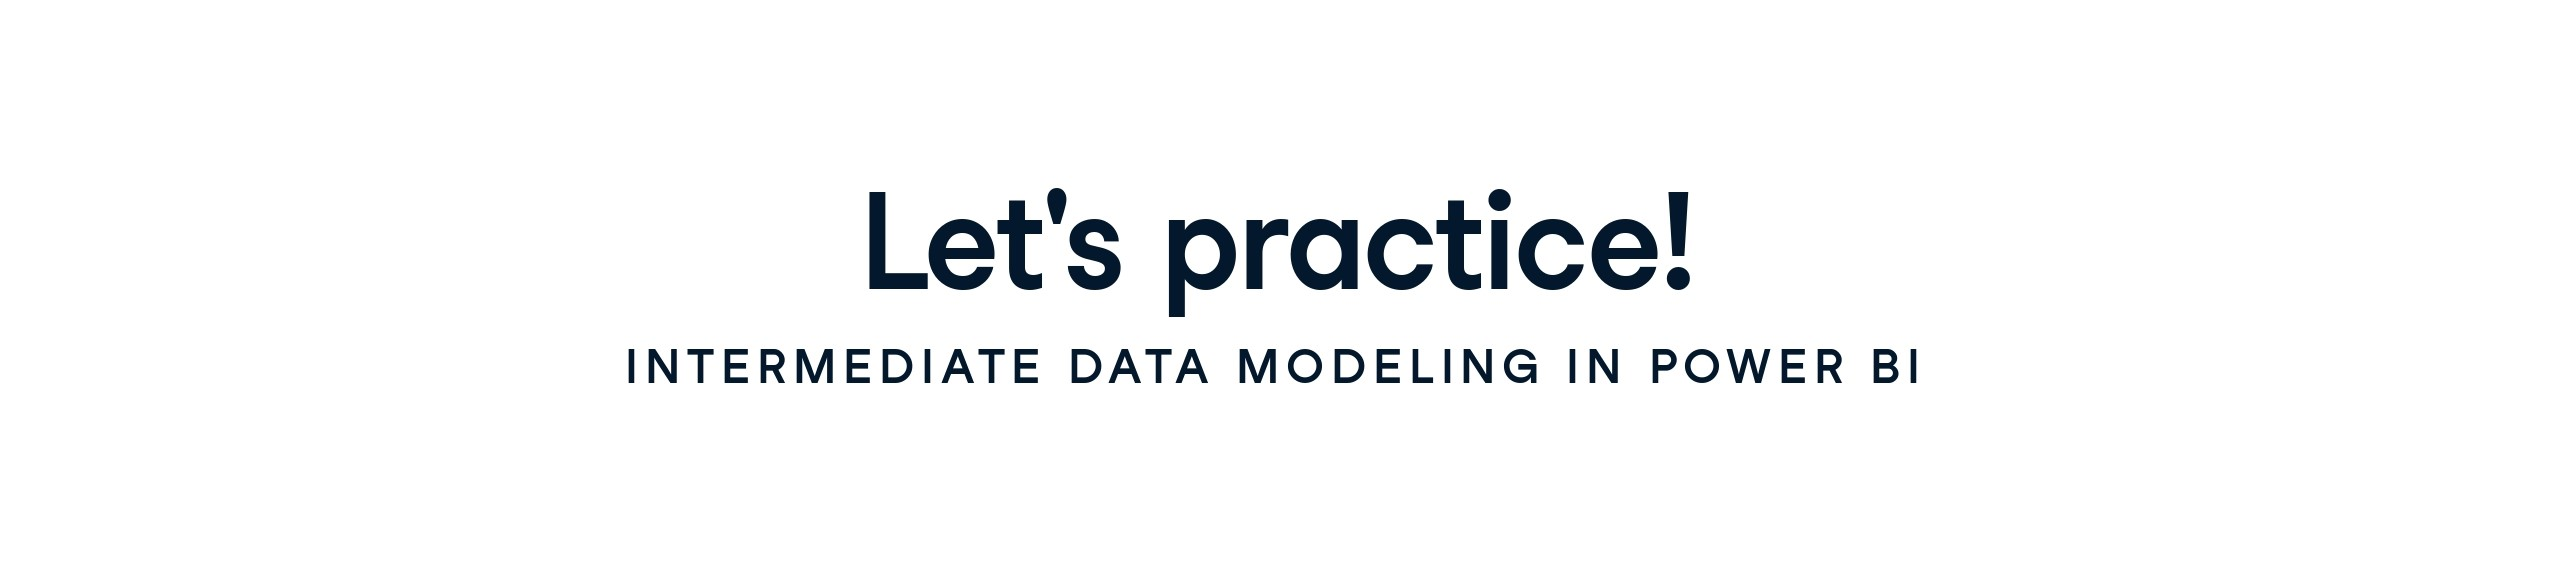 Let's practice!
INTERMEDIATE DATA MODELING IN POWER BI